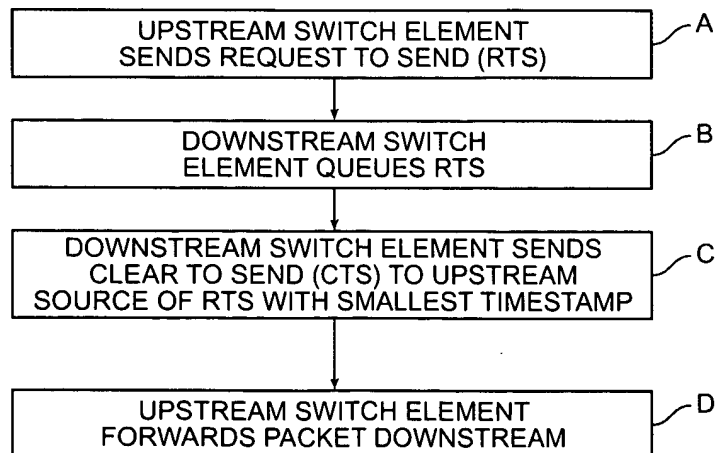 UPSTREAM SWITCH ELEMENT
SENDS REQUEST TO SEND (RTS)
A
DOWNSTREAM SWITCH
ELEMENT QUEUES RTS
B
DOWNSTREAM SWITCH ELEMENT SENDS
CLEAR TO SEND (CTS) TO UPSTREAM
SOURCE OF RTS WITH SMALLEST TIMESTAMP
C
UPSTREAM SWITCH ELEMENT
FORWARDS PACKET DOWNSTREAM
D